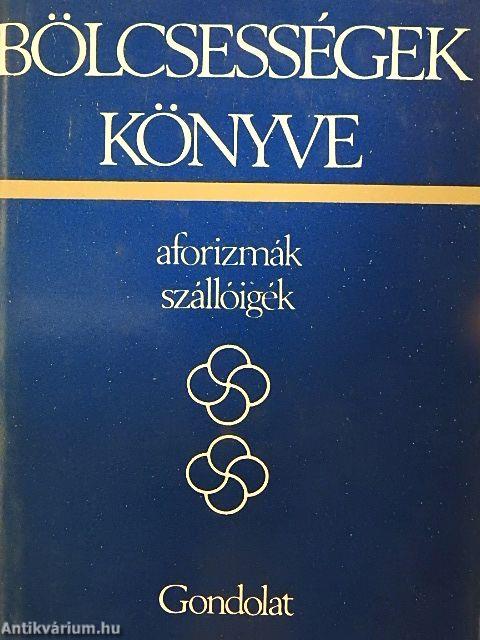 BÖLCSESSÉGEK
KÖNYVE
aforizmák
szállóigék
Gondolat
Antikvárium.hu